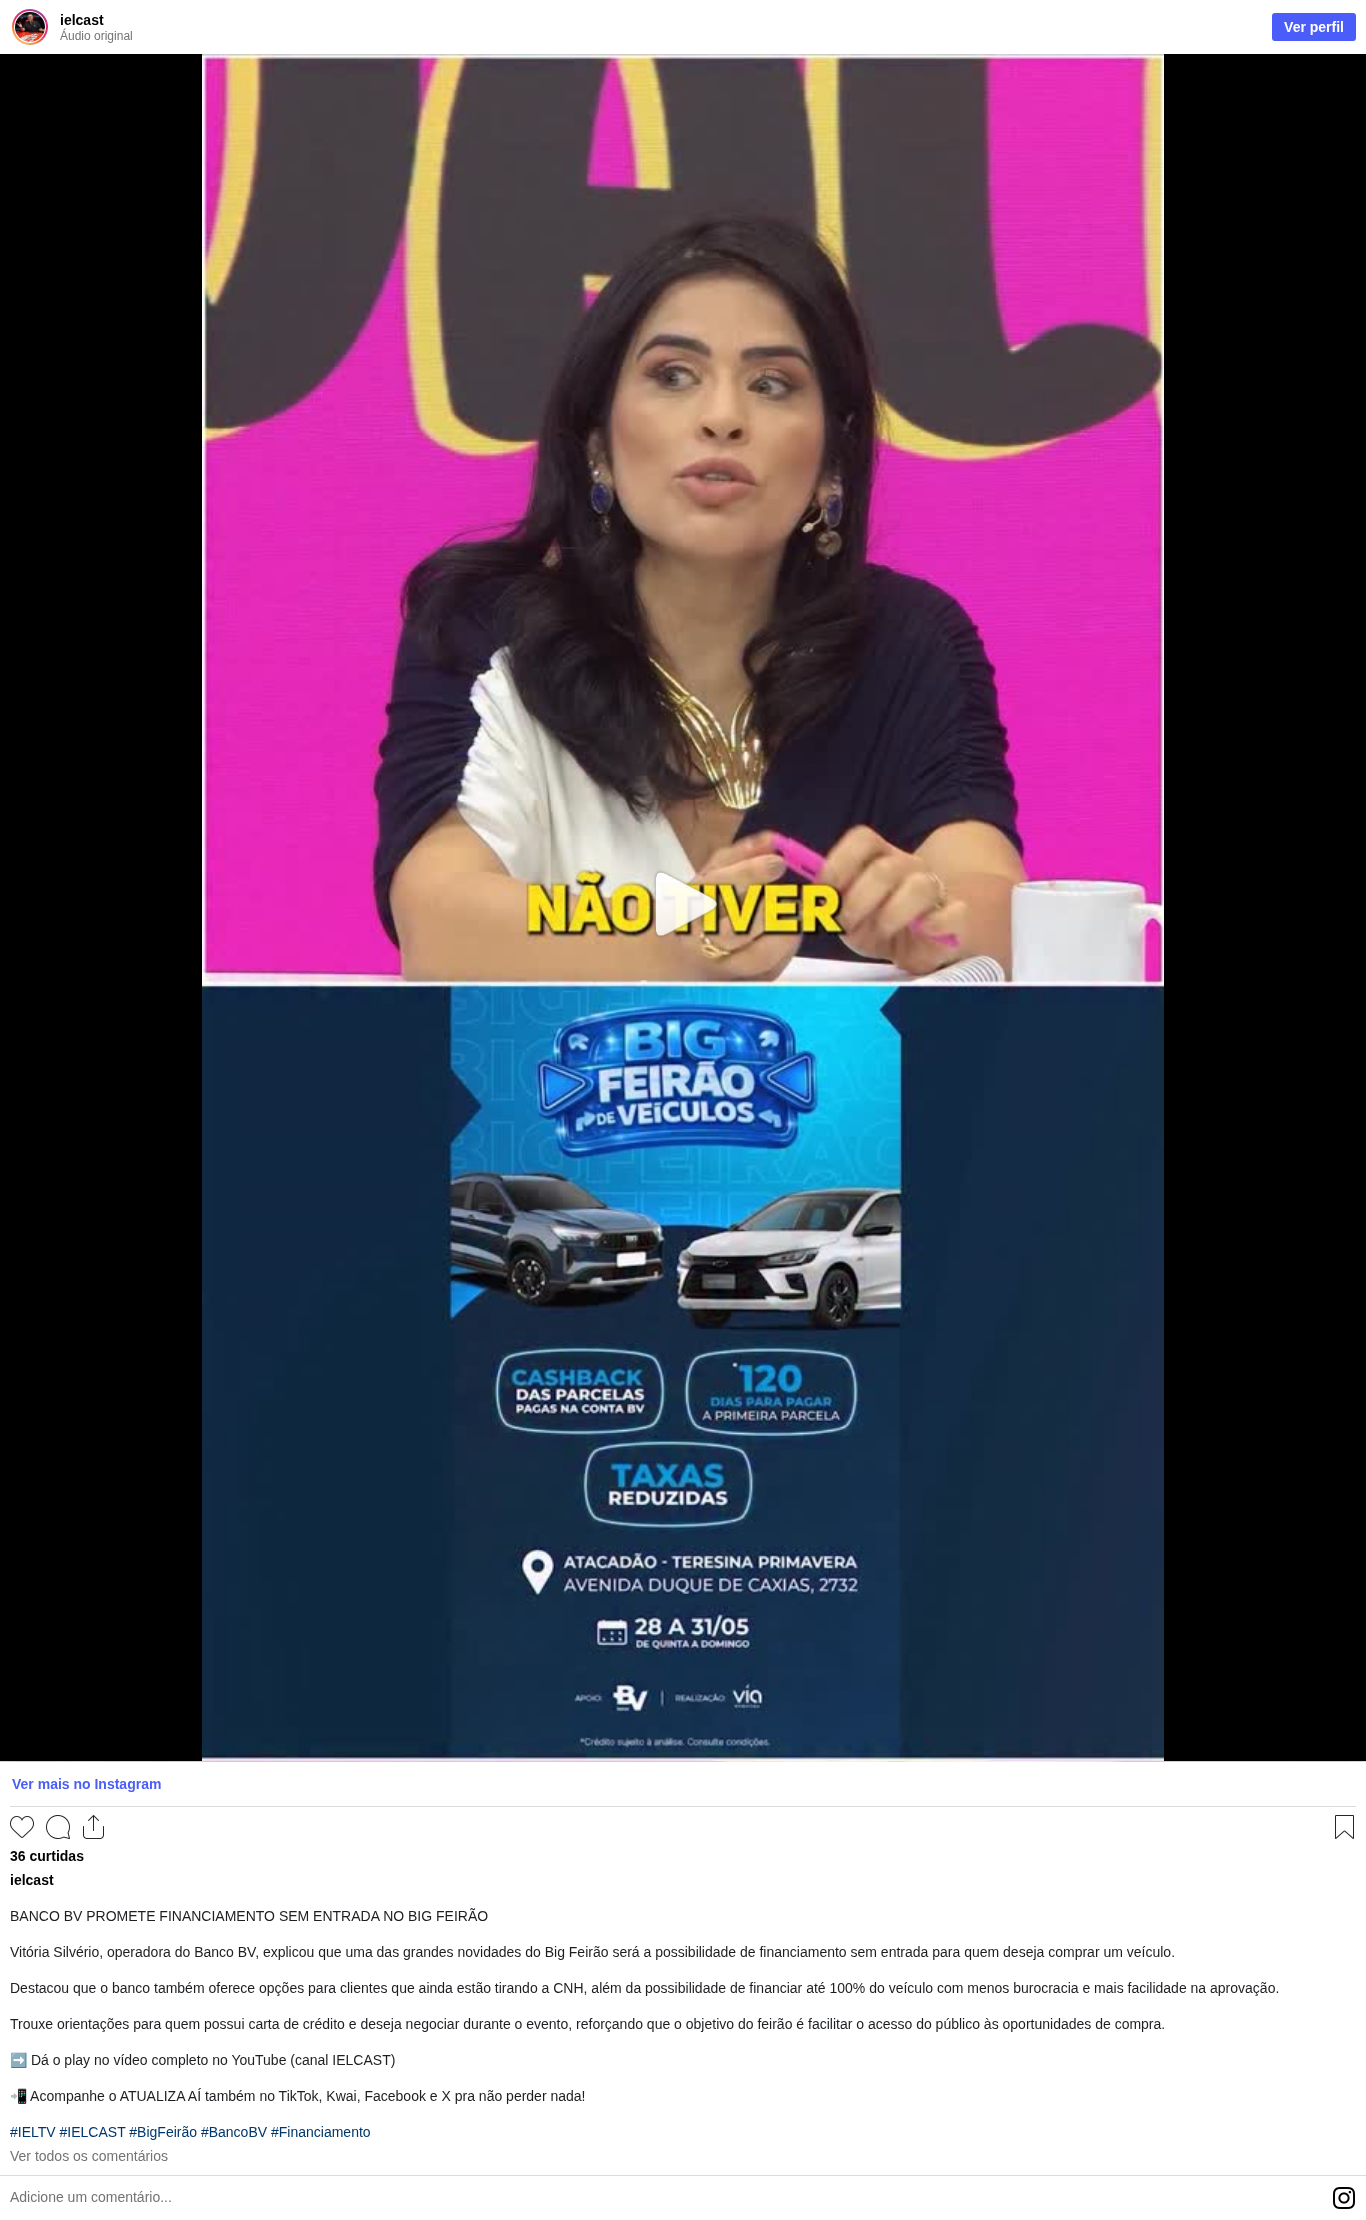 ielcast
Áudio original
Ver perfil
NÃO TIVER
BIG
FEIRÃO
DE VEÍCULOS
CASHBACK
DAS PARCELAS
PAGAS NA CONTA BV
*120
DIAS PARA PAGAR
A PRIMEIRA PARCELA
TAXAS
REDUZIDAS
ATACADÃO - TERESINA PRIMAVERA
AVENIDA DUQUE DE CAXIAS, 2732
28 A 31/05
DE QUINTA A DOMINGO
APOIO: BV | REALIZAÇÃO via
*Crédito sujeito à análise. Consulte condições.
Ver mais no Instagram
36 curtidas
ielcast
BANCO BV PROMETE FINANCIAMENTO SEM ENTRADA NO BIG FEIRÃO
Vitória Silvério, operadora do Banco BV, explicou que uma das grandes novidades do Big Feirão será a possibilidade de financiamento sem entrada para quem deseja comprar um veículo.
Destacou que o banco também oferece opções para clientes que ainda estão tirando a CNH, além da possibilidade de financiar até 100% do veículo com menos burocracia e mais facilidade na aprovação.
Trouxe orientações para quem possui carta de crédito e deseja negociar durante o evento, reforçando que o objetivo do feirão é facilitar o acesso do público às oportunidades de compra.
➡️ Dá o play no vídeo completo no YouTube (canal IELCAST)
📲 Acompanhe o ATUALIZA AÍ também no TikTok, Kwai, Facebook e X pra não perder nada!
#IELTV #IELCAST #BigFeirão #BancoBV #Financiamento
Ver todos os comentários
Adicione um comentário...